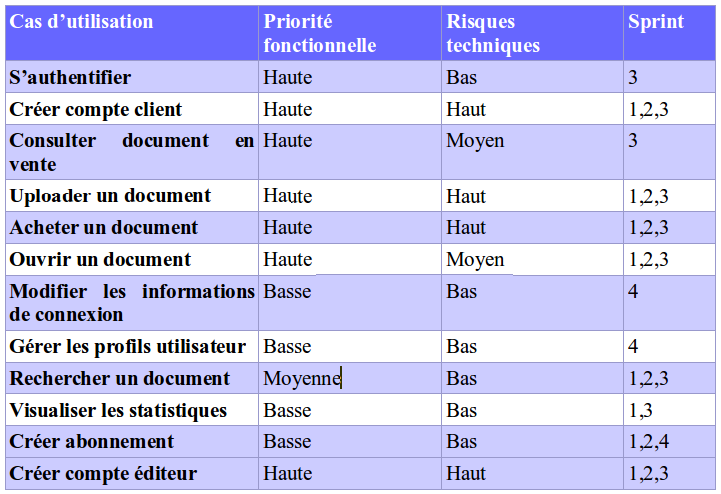 Cas d’utilisation Priorité fonctionnelle Risques techniques Sprint
S’authentifier Haute Bas 3
Créer compte client Haute Haut 1,2,3
Consulter document en vente Haute Moyen 3
Uploader un document Haute Haut 1,2,3
Acheter un document Haute Haut 1,2,3
Ouvrir un document Haute Moyen 1,2,3
Modifier les informations de connexion Basse Bas 4
Gérer les profils utilisateur Basse Bas 4
Rechercher un document Moyenne Bas 1,2,3
Visualiser les statistiques Basse Bas 1,3
Créer abonnement Basse Bas 1,2,4
Créer compte éditeur Haute Haut 1,2,3